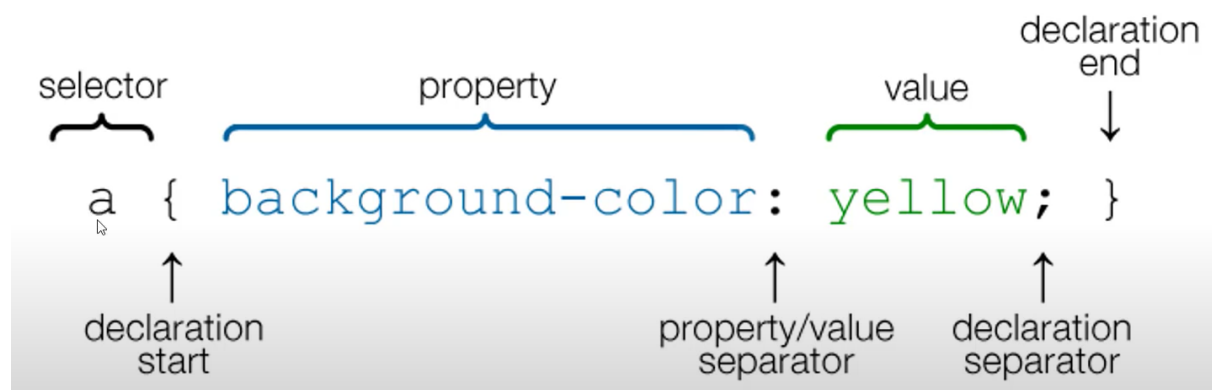 declaration
end
selector
property
value
a { background-color: yellow; }
declaration
start
property/value
separator
declaration
separator